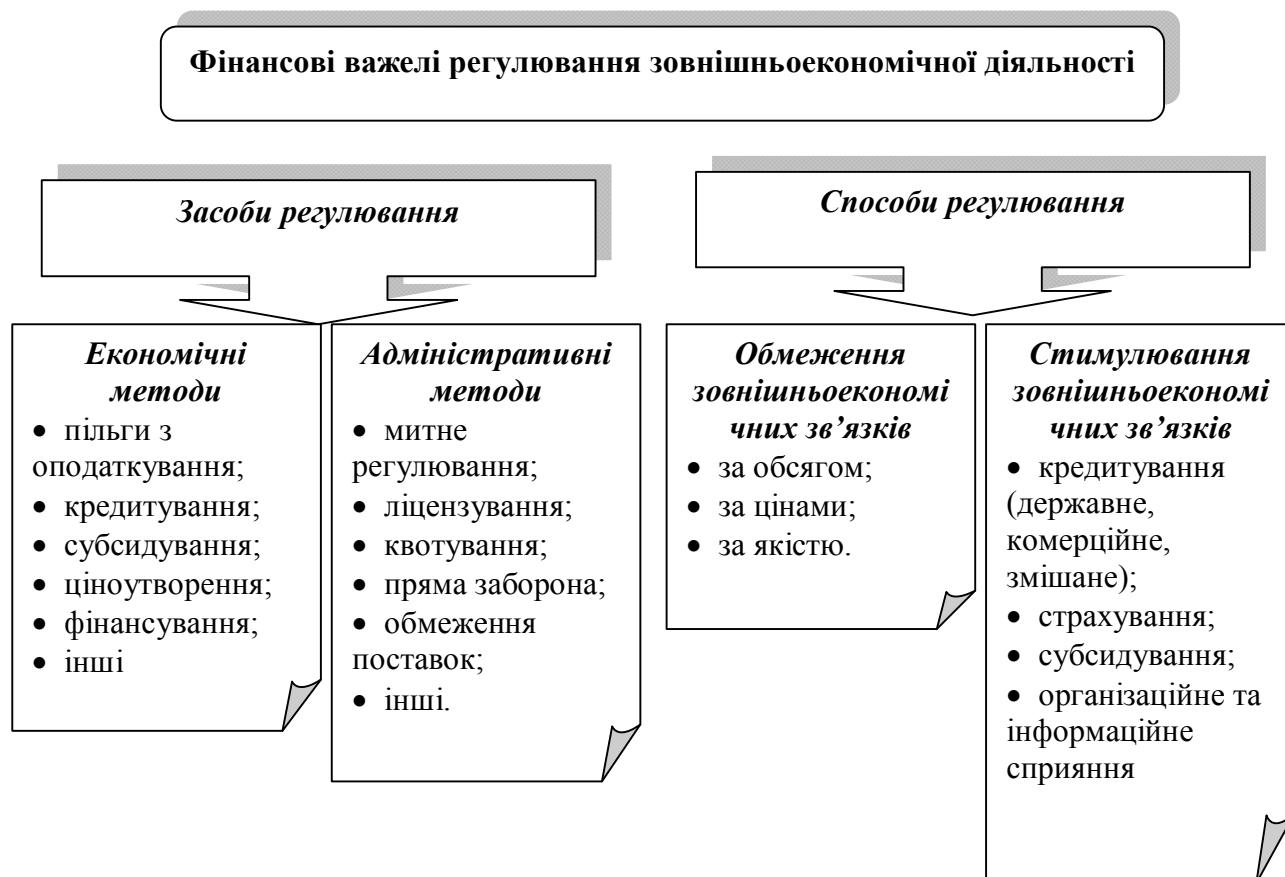 Фінансові важелі регулювання зовнішньоекономічної діяльності
Засоби регулювання
Способи регулювання
Економічні
методи
• пільги з
оподаткування;
• кредитування;
• субсидування;
• ціноутворення;
• фінансування;
• інші
Адміністративні
методи
• митне
регулювання;
• ліцензування;
• квотування;
• пряма заборона;
• обмеження
поставок;
• інші.
Обмеження
зовнішньоекономі
чних зв’язків
• за обсягом;
• за цінами;
• за якістю.
Стимулювання
зовнішньоекономі
чних зв’язків
• кредитування
(державне,
комерційне,
змішане);
• страхування;
• субсидування;
• організаційне та
інформаційне
сприяння